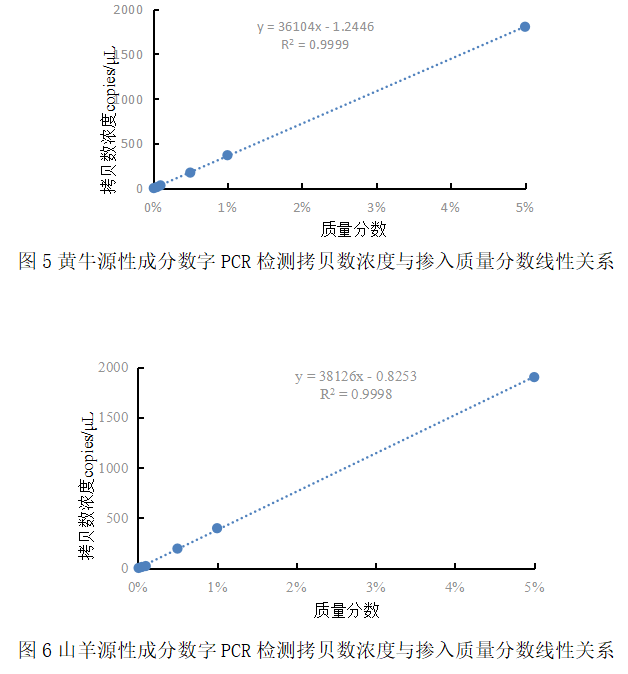 2000
y = 36104x - 1.2446
R² = 0.9999
1500
1000
500
0
拷贝数浓度copies/μL
0% 1% 2% 3% 4% 5%
质量分数
图 5 黄牛源性成分数字 PCR 检测拷贝数浓度与掺入质量分数线性关系
2000
y = 38126x - 0.8253
R² = 0.9998
1500
1000
500
0
拷贝数浓度copies/μL
0% 1% 2% 3% 4% 5%
质量分数
图 6 山羊源性成分数字 PCR 检测拷贝数浓度与掺入质量分数线性关系